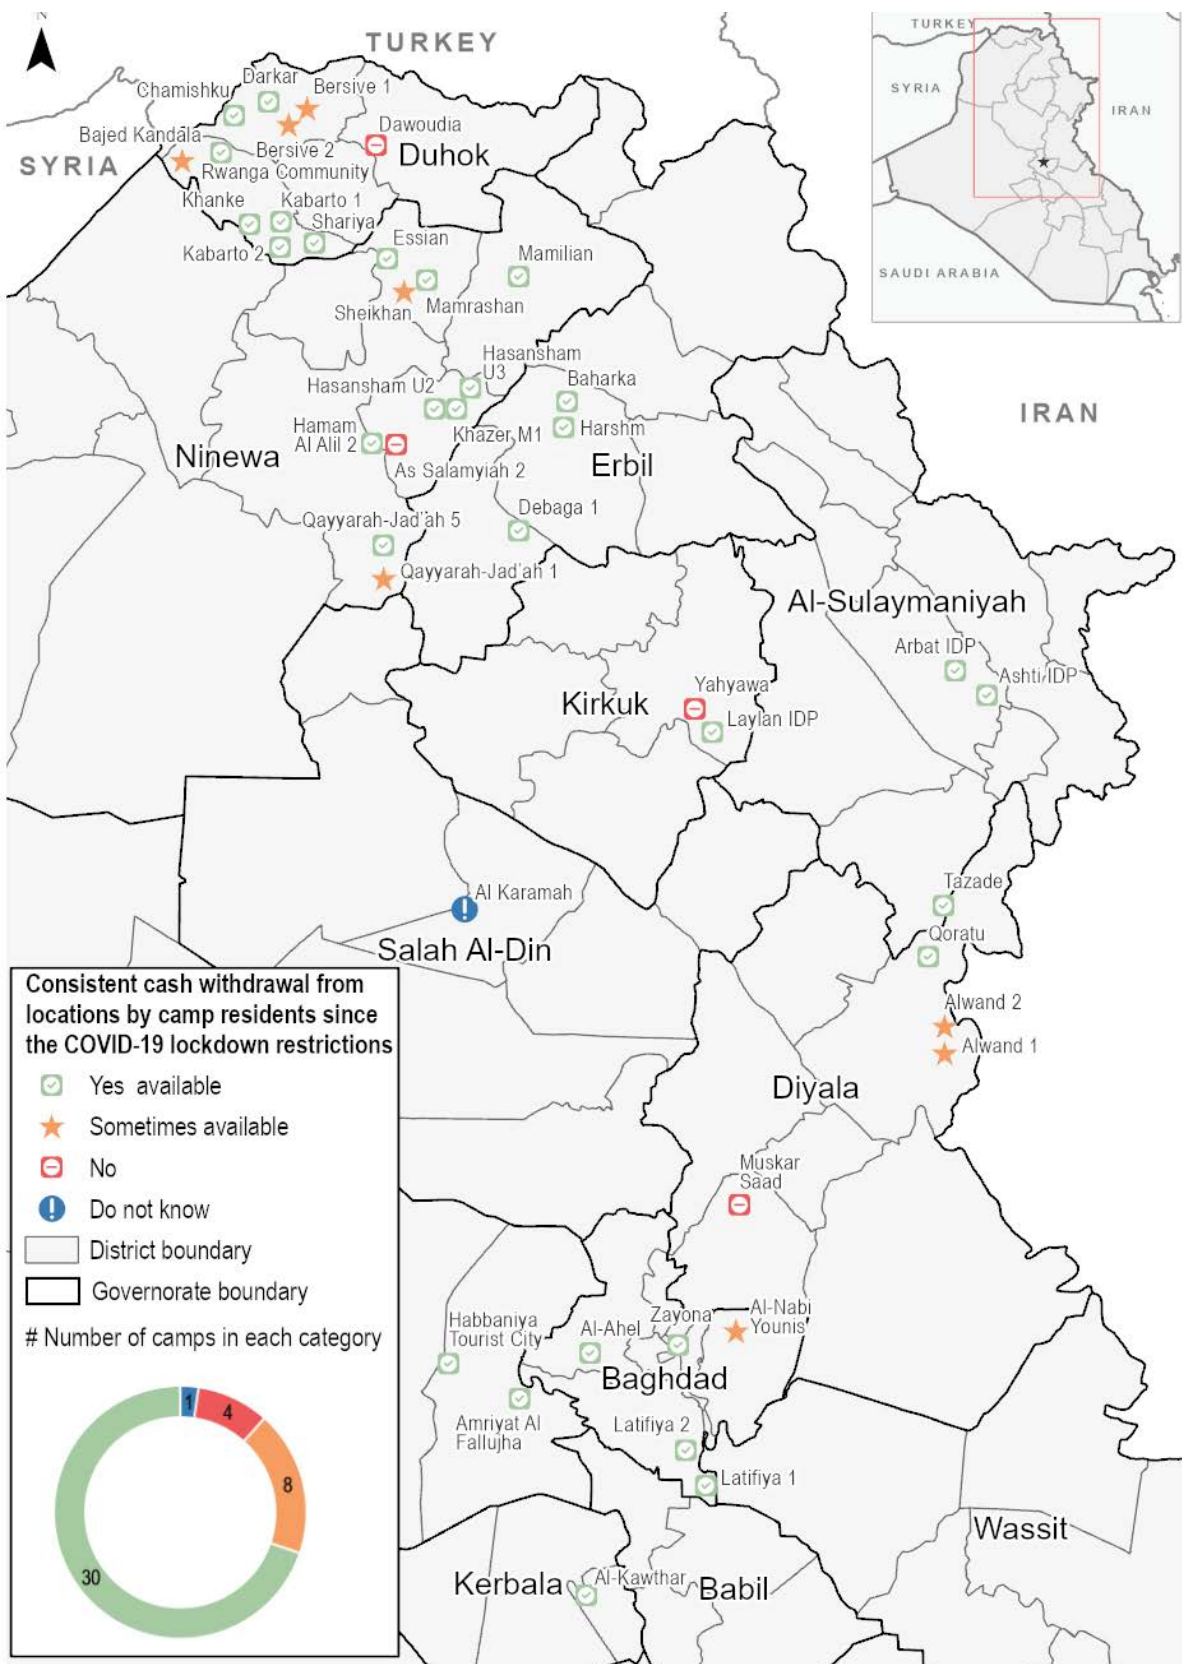 N
TURKEY
Darkar
Bersive 1
Chamishku
Bajed Kandala
Bersive 2
Dawoudia
Duhok
SYRIA
Rwanga Community
Khanke
Kabarto 1
Shariya
Kabarto 2
Essian
Mamilian
Sheikhan
Mamrashan
Hasansham
U3
Hasansham U2
Baharka
Hamam
Al Alil 2
Khazer M1
Harshm
Ninewa
As Salamyiah 2
Erbil
Qayyarah-Jad'ah 5
Debaga 1
Qayyarah-Jad'ah 1
TURKEY
SYRIA
IRAN
SAUDI ARABIA
IRAN
Al-Sulaymaniyah
Arbat IDP
Ashti IDP
Yahyawa
Kirkuk
Laylan IDP
Al Karamah
Salah Al-Din
Tazade
Qoratu
Alwand 2
Alwand 1
Diyala
Muskar
Saad
Habbaniya
Tourist City
Al-Ahel
Zayona
Al-Nabi
Younis
Baghdad
Amriyat Al
Fallujha
Latifiya 2
Latifiya 1
Wassit
Kerbala
Al-Kawthar
Babil
Consistent cash withdrawal from
locations by camp residents since
the COVID-19 lockdown restrictions
Yes available
Sometimes available
No
Do not know
District boundary
Governorate boundary
# Number of camps in each category
1
4
8
30